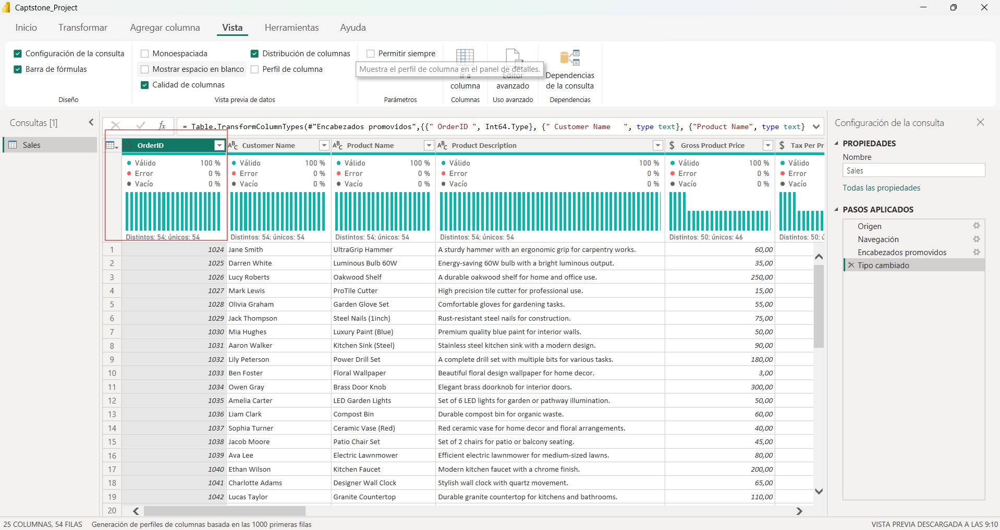 Captstone_Project
Inicio Transformar Agregar columna Vista Herramientas Ayuda
Configuración de la consulta
Barra de fórmulas
Diseño
Monoespaciada
Mostrar espacio en blanco
Calidad de columnas
Distribución de columnas
Perfil de columna
Vista previa de datos
Permitir siempre
Parámetros
Muestra el perfil de columna en el panel de detalles.
Ir a
columna
Columnas
Editor
avanzado
Uso avanzado
Dependencias
de la consulta
Dependencias
Consultas [1]
Sales
fx
= Table.TransformColumnTypes(#"Encabezados promovidos",{{" OrderID ", Int64.Type}, {" Customer Name   ", type text}, {"Product Name", type text}
OrderID Customer Name Product Name Product Description $ Gross Product Price $ Tax Per Pr
Válido 100 % Válido 100 % Válido 100 % Válido 100 % Válido 100 % Válido
Error 0 % Error 0 % Error 0 % Error 0 % Error 0 % Error
Vacío 0 % Vacío 0 % Vacío 0 % Vacío 0 % Vacío 0 % Vacío
Distintos: 54; únicos: 54 Distintos: 54; únicos: 54 Distintos: 54; únicos: 54 Distintos: 54; únicos: 54 Distintos: 50; únicos: 46 Distintos: 50; ú
1 1024 Jane Smith UltraGrip Hammer A sturdy hammer with an ergonomic grip for carpentry works. 60,00
2 1025 Darren White Luminous Bulb 60W Energy-saving 60W bulb with a bright luminous output. 35,00
3 1026 Lucy Roberts Oakwood Shelf A durable oakwood shelf for home and office use. 250,00
4 1027 Mark Lewis ProTile Cutter High precision tile cutter for professional use. 15,00
5 1028 Olivia Graham Garden Glove Set Comfortable gloves for gardening tasks. 55,00
6 1029 Jack Thompson Steel Nails (1inch) Rust-resistant steel nails for construction. 75,00
7 1030 Mia Hughes Luxury Paint (Blue) Premium quality blue paint for interior walls. 50,00
8 1031 Aaron Walker Kitchen Sink (Steel) Stainless steel kitchen sink with a modern design. 90,00
9 1032 Lily Peterson Power Drill Set A complete drill set with multiple bits for various tasks. 180,00
10 1033 Ben Foster Floral Wallpaper Beautiful floral design wallpaper for home decor. 3,00
11 1034 Owen Gray Brass Door Knob Elegant brass doorknob for interior doors. 300,00
12 1035 Amelia Carter LED Garden Lights Set of 6 LED lights for garden or pathway illumination. 50,00
13 1036 Liam Clark Compost Bin Durable compost bin for organic waste. 60,00
14 1037 Sophia Turner Ceramic Vase (Red) Red ceramic vase for home decor and floral arrangements. 40,00
15 1038 Jacob Moore Patio Chair Set Set of 2 chairs for patio or balcony seating. 45,00
16 1039 Ava Lee Electric Lawnmower Efficient electric lawnmower for medium-sized lawns. 80,00
17 1040 Ethan Wilson Kitchen Faucet Modern kitchen faucet with a chrome finish. 200,00
18 1041 Charlotte Adams Designer Wall Clock Stylish wall clock with quartz movement. 65,00
19 1042 Lucas Taylor Granite Countertop Durable granite countertop for kitchens and bathrooms. 110,00
20
Configuración de la consulta
PROPIEDADES
Nombre
Sales
Todas las propiedades
PASOS APLICADOS
Origen
Navegación
Encabezados promovidos
Tipo cambiado
25 COLUMNAS, 54 FILAS Generación de perfiles de columnas basada en las 1000 primeras filas VISTA PREVIA DESCARGADA A LAS 9:10